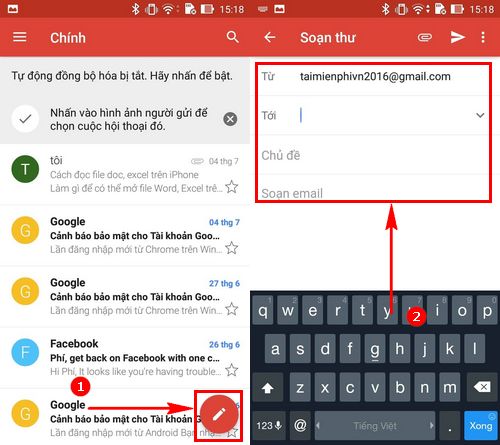 15:18
Chính
Tự động đồng bộ hóa bị tắt. Hãy nhấn để bật.
Nhấn vào hình ảnh người gửi để
chọn cuộc hội thoại đó.
T
tôi
04 thg 7
Cách đọc file doc, excel trên iPhone
Làm gì để có thể mở file Word, Excel trê...
G
Google
04 thg 7
Cảnh báo bảo mật cho Tài khoản Goo...
Lần đăng nhập mới từ Chrome trên Win...
G
Google
27 thg 6
Cảnh báo bảo mật cho Tài khoản Goo...
Lần đăng nhập mới từ Chrome trên Win...
F
Facebook
26 thg 6
Phí, get back on Facebook with one c...
Hi Phí, It looks like you're having trouble...
1
G
Google
Cảnh báo bảo mật cho Tài khoản
Lần đăng nhập mới từ Android Bạn
15:18
Soạn thư
Từ
taimienphivn2016@gmail.com
Tới
Chủ đề
Soạn email
2
q w e r t y i o p
a s d f g h j k l
z x c v b n m
123 @ Tiếng Việt . Xong